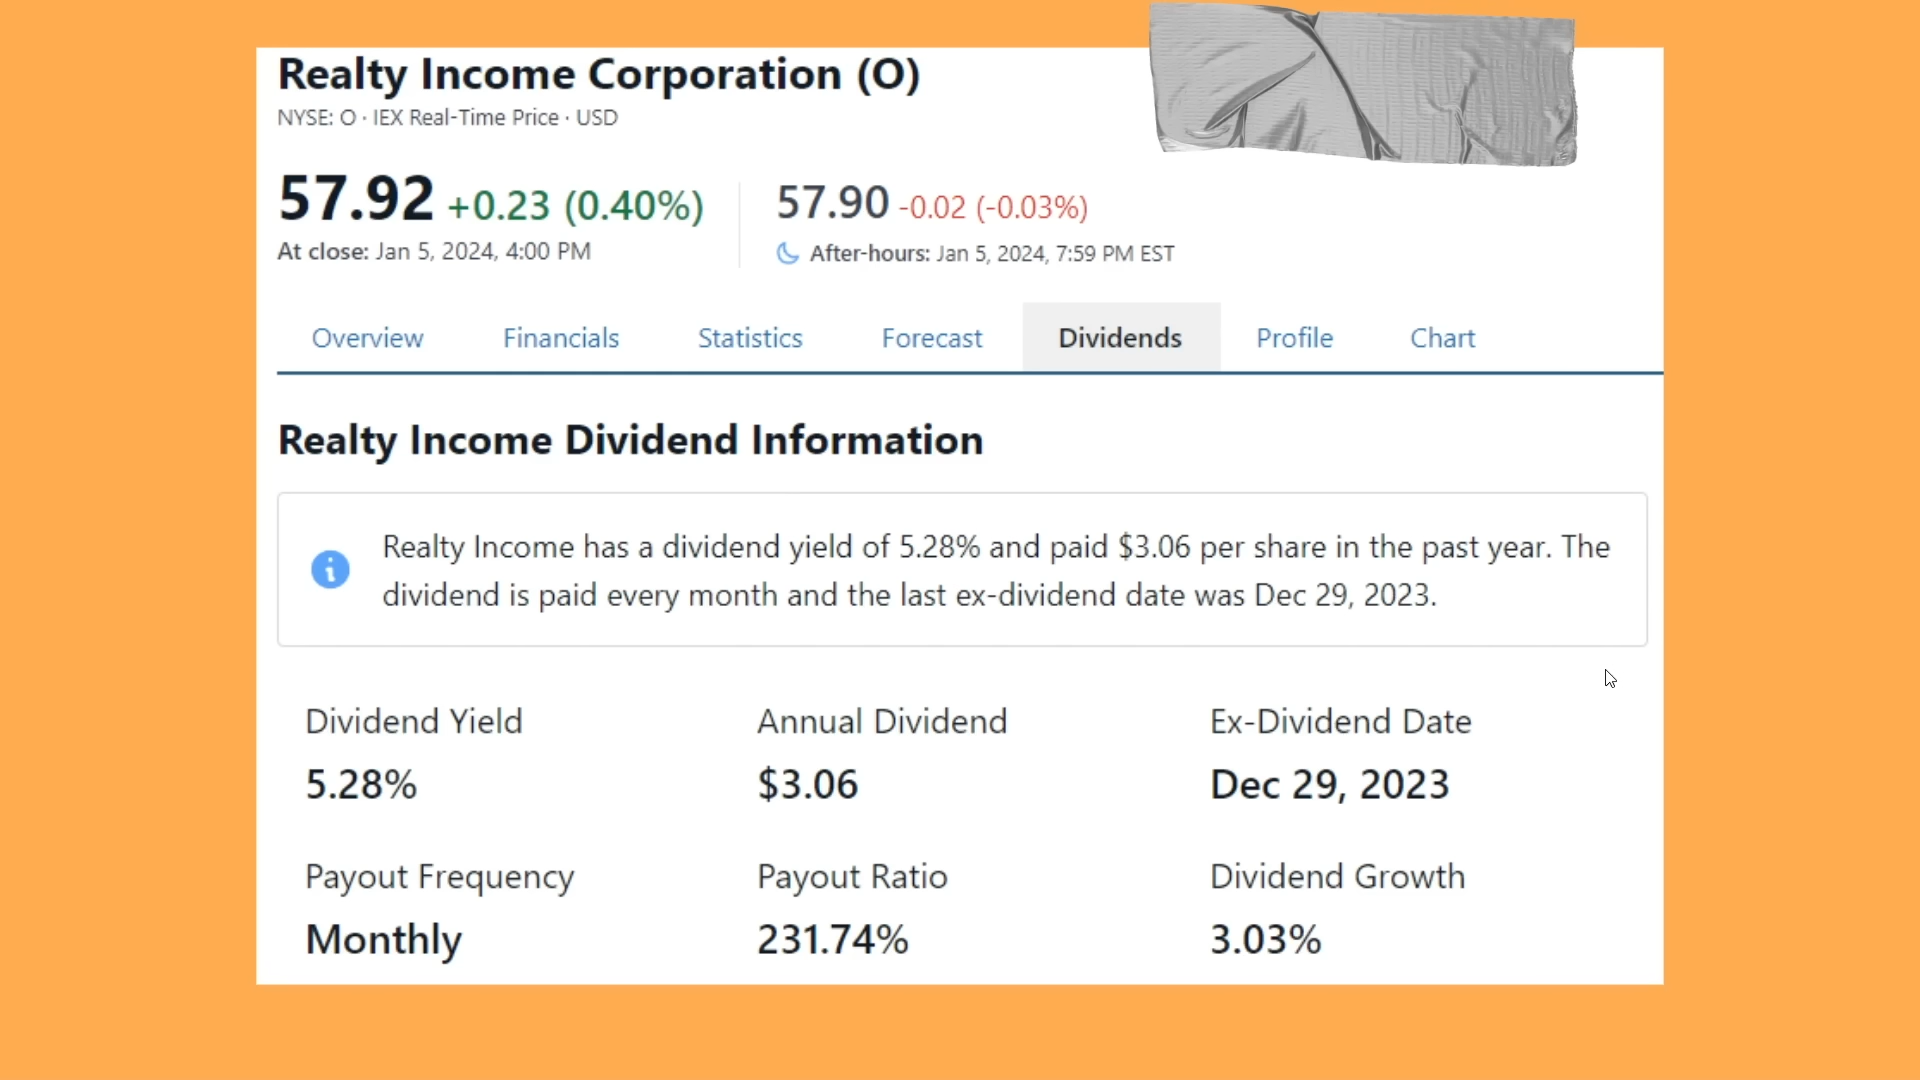 Realty Income Corporation (O)
NYSE: O · IEX Real-Time Price · USD
57.92 +0.23 (0.40%)
At close: Jan 5, 2024, 4:00 PM
57.90 -0.02 (-0.03%)
After-hours: Jan 5, 2024, 7:59 PM EST
Overview Financials Statistics Forecast Dividends Profile Chart
Realty Income Dividend Information
Realty Income has a dividend yield of 5.28% and paid $3.06 per share in the past year. The
dividend is paid every month and the last ex-dividend date was Dec 29, 2023.
Dividend Yield Annual Dividend Ex-Dividend Date
5.28% $3.06 Dec 29, 2023
Payout Frequency Payout Ratio Dividend Growth
Monthly 231.74% 3.03%